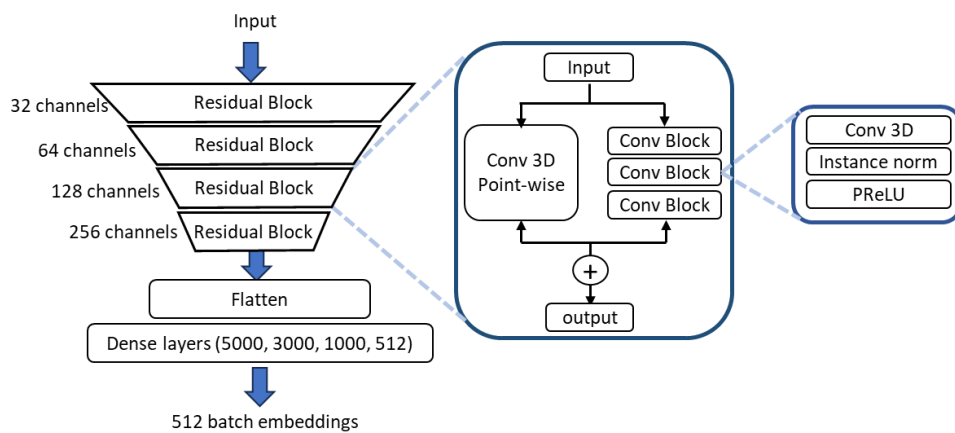 Input
32 channels
Residual Block
64 channels
Residual Block
128 channels
Residual Block
256 channels
Residual Block
Flatten
Dense layers (5000, 3000, 1000, 512)
512 batch embeddings
Input
Conv 3D
Point-wise
Conv Block
Conv Block
Conv Block
+
output
Conv 3D
Instance norm
PReLU